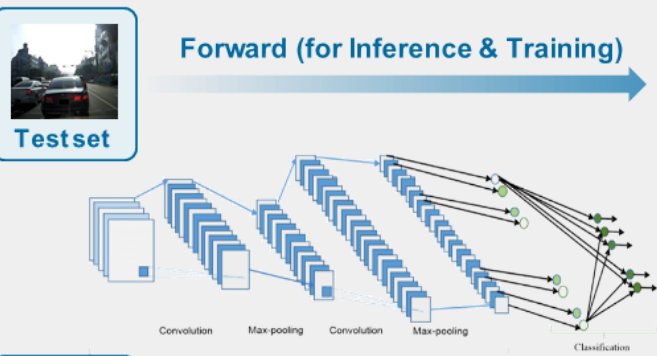 Forward (for Inference & Training)
Test set
Convolution Max-pooling Convolution Max-pooling
Classification